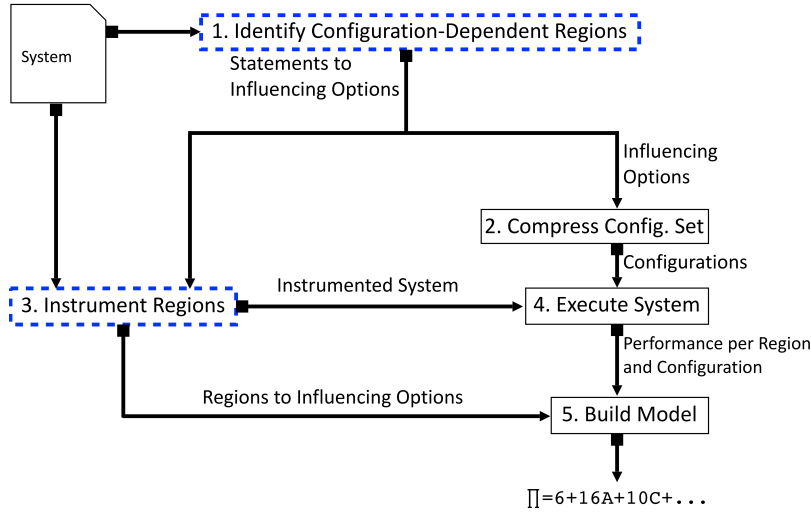 System
1. Identify Configuration-Dependent Regions
Statements to
Influencing Options
Influencing
Options
2. Compress Config. Set
Configurations
3. Instrument Regions
Instrumented System
4. Execute System
Performance per Region
and Configuration
Regions to Influencing Options
5. Build Model
∏=6+16A+10C+...